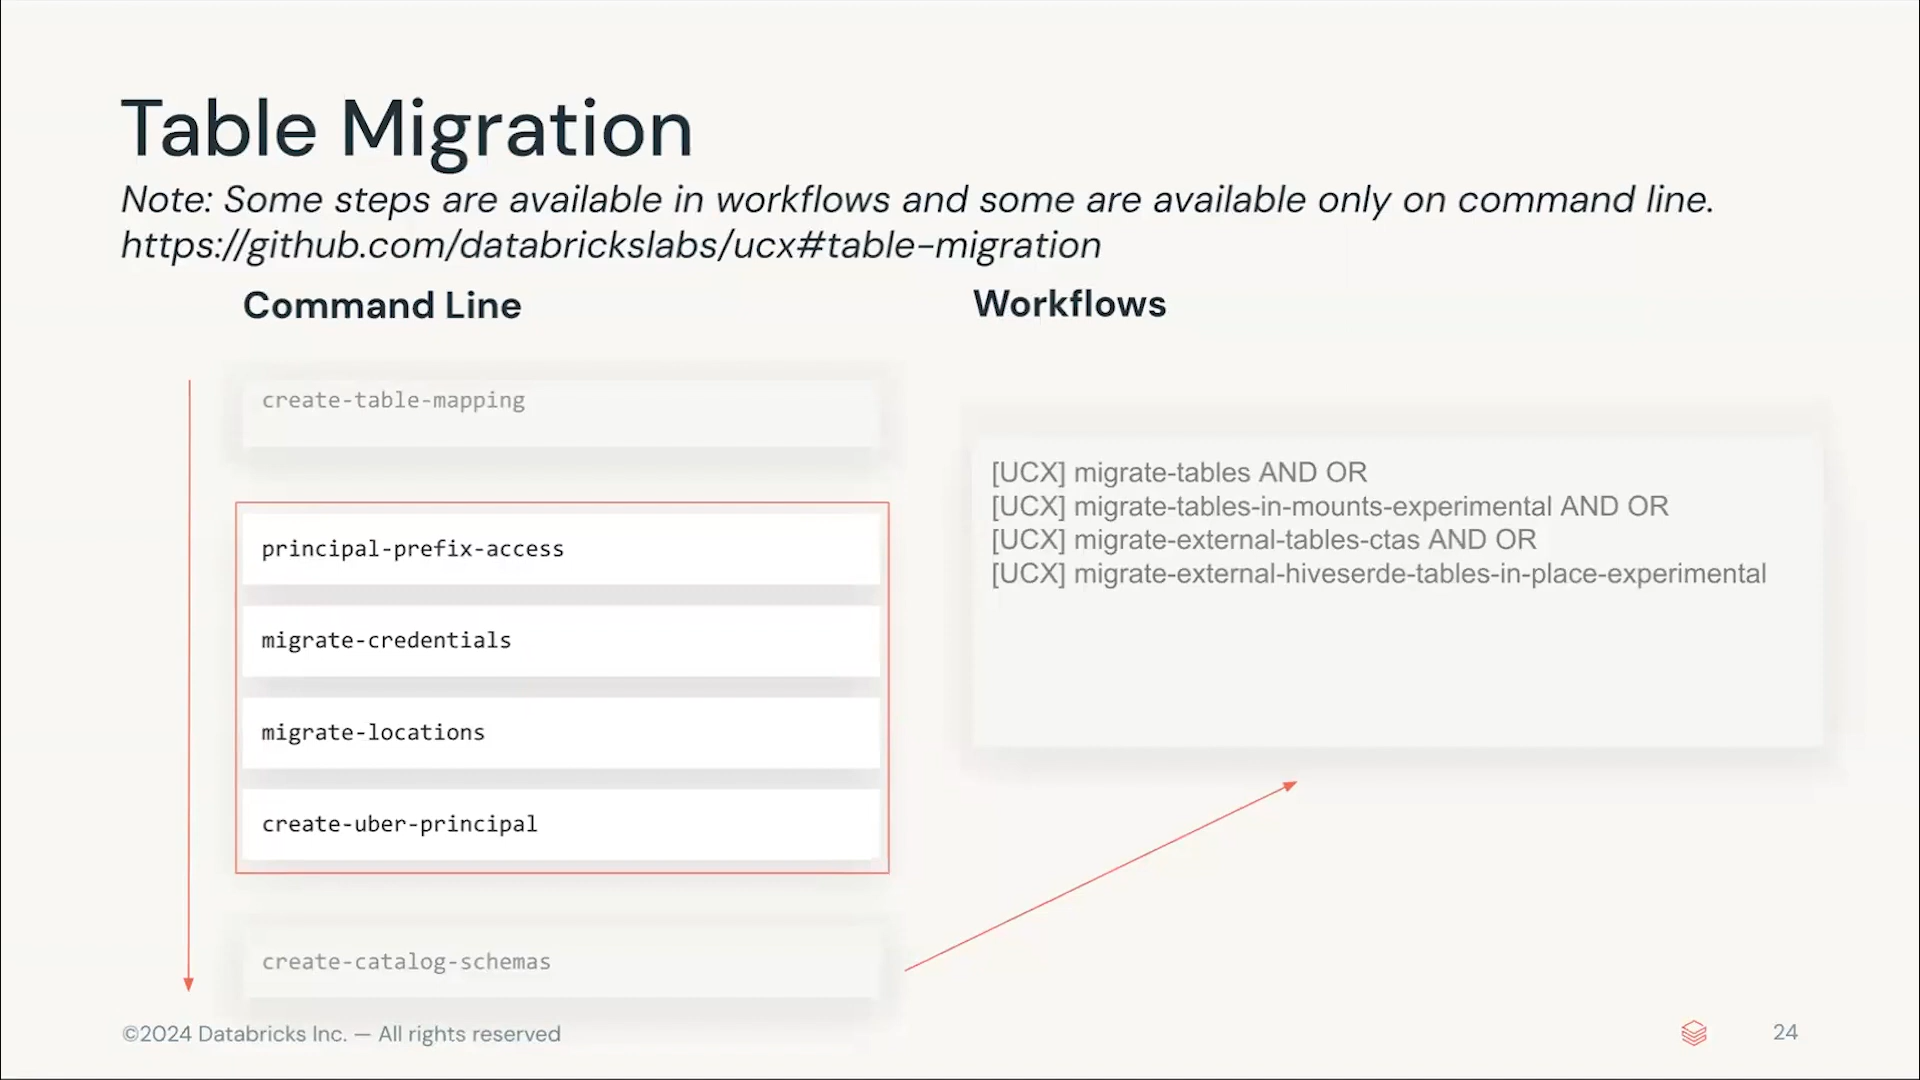 Table Migration
Note: Some steps are available in workflows and some are available only on command line.
https://github.com/databrickslabs/ucx#table-migration
Command Line
create-table-mapping
principal-prefix-access
migrate-credentials
migrate-locations
create-uber-principal
create-catalog-schemas
Workflows
[UCX] migrate-tables AND OR
[UCX] migrate-tables-in-mounts-experimental AND OR
[UCX] migrate-external-tables-ctas AND OR
[UCX] migrate-external-hiveserde-tables-in-place-experimental
©2024 Databricks Inc. — All rights reserved
24